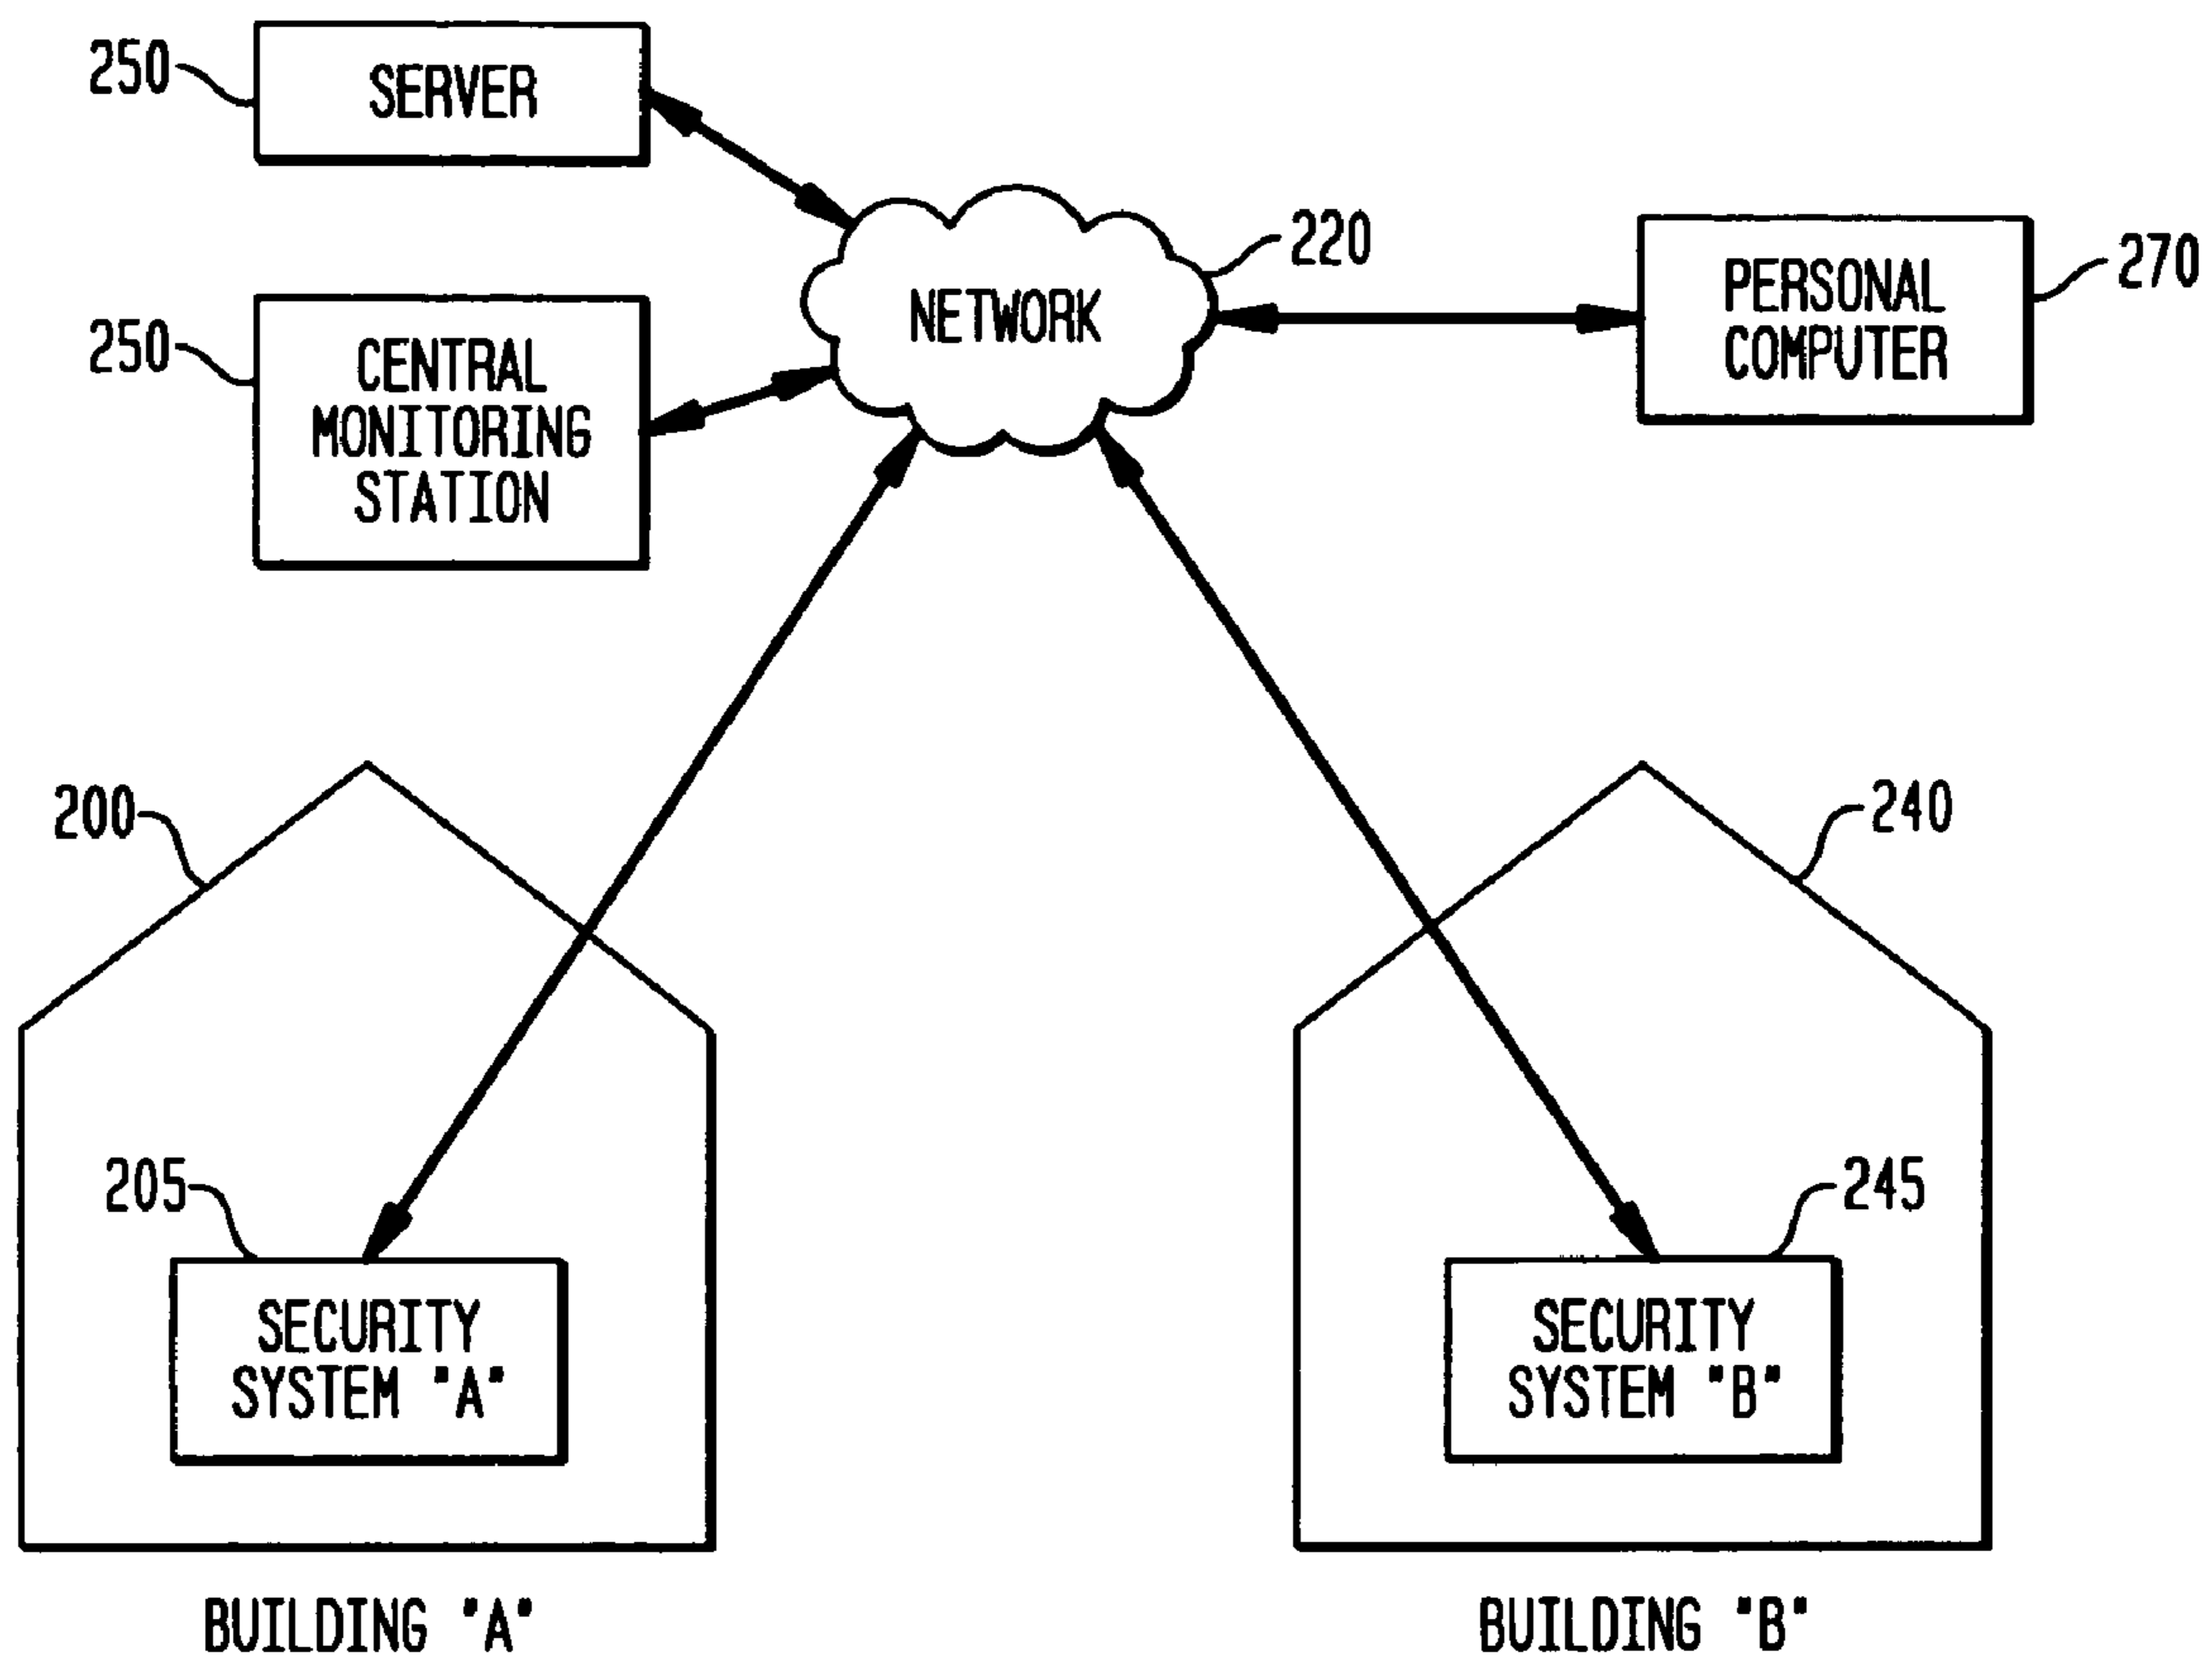 250
SERVER
220
NETWORK
PERSONAL
COMPUTER
270
250
CENTRAL
MONITORING
STATION
200
240
205
SECURITY
SYSTEM "A"
245
SECURITY
SYSTEM "B"
BUILDING "A"
BUILDING "B"